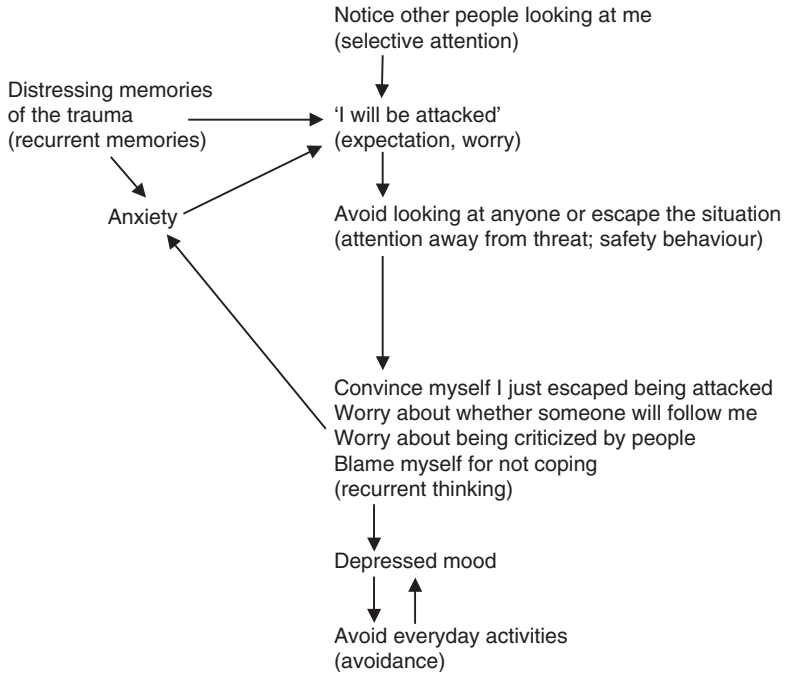 Notice other people looking at me
(selective attention)
Distressing memories
of the trauma
(recurrent memories)
‘I will be attacked’
(expectation, worry)
Anxiety
Avoid looking at anyone or escape the situation
(attention away from threat; safety behaviour)
Convince myself I just escaped being attacked
Worry about whether someone will follow me
Worry about being criticized by people
Blame myself for not coping
(recurrent thinking)
Depressed mood
Avoid everyday activities
(avoidance)